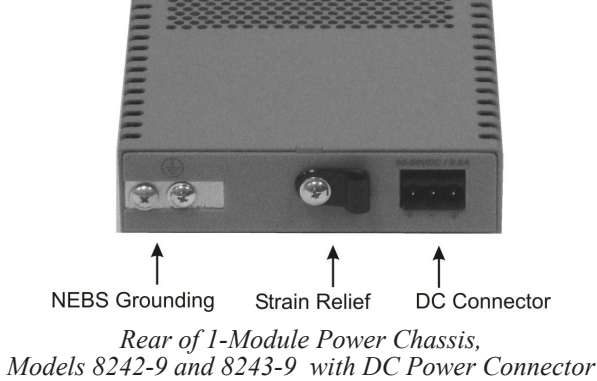 NEBS Grounding Strain Relief DC Connector
Rear of 1-Module Power Chassis,
Models 8242-9 and 8243-9 with DC Power Connector